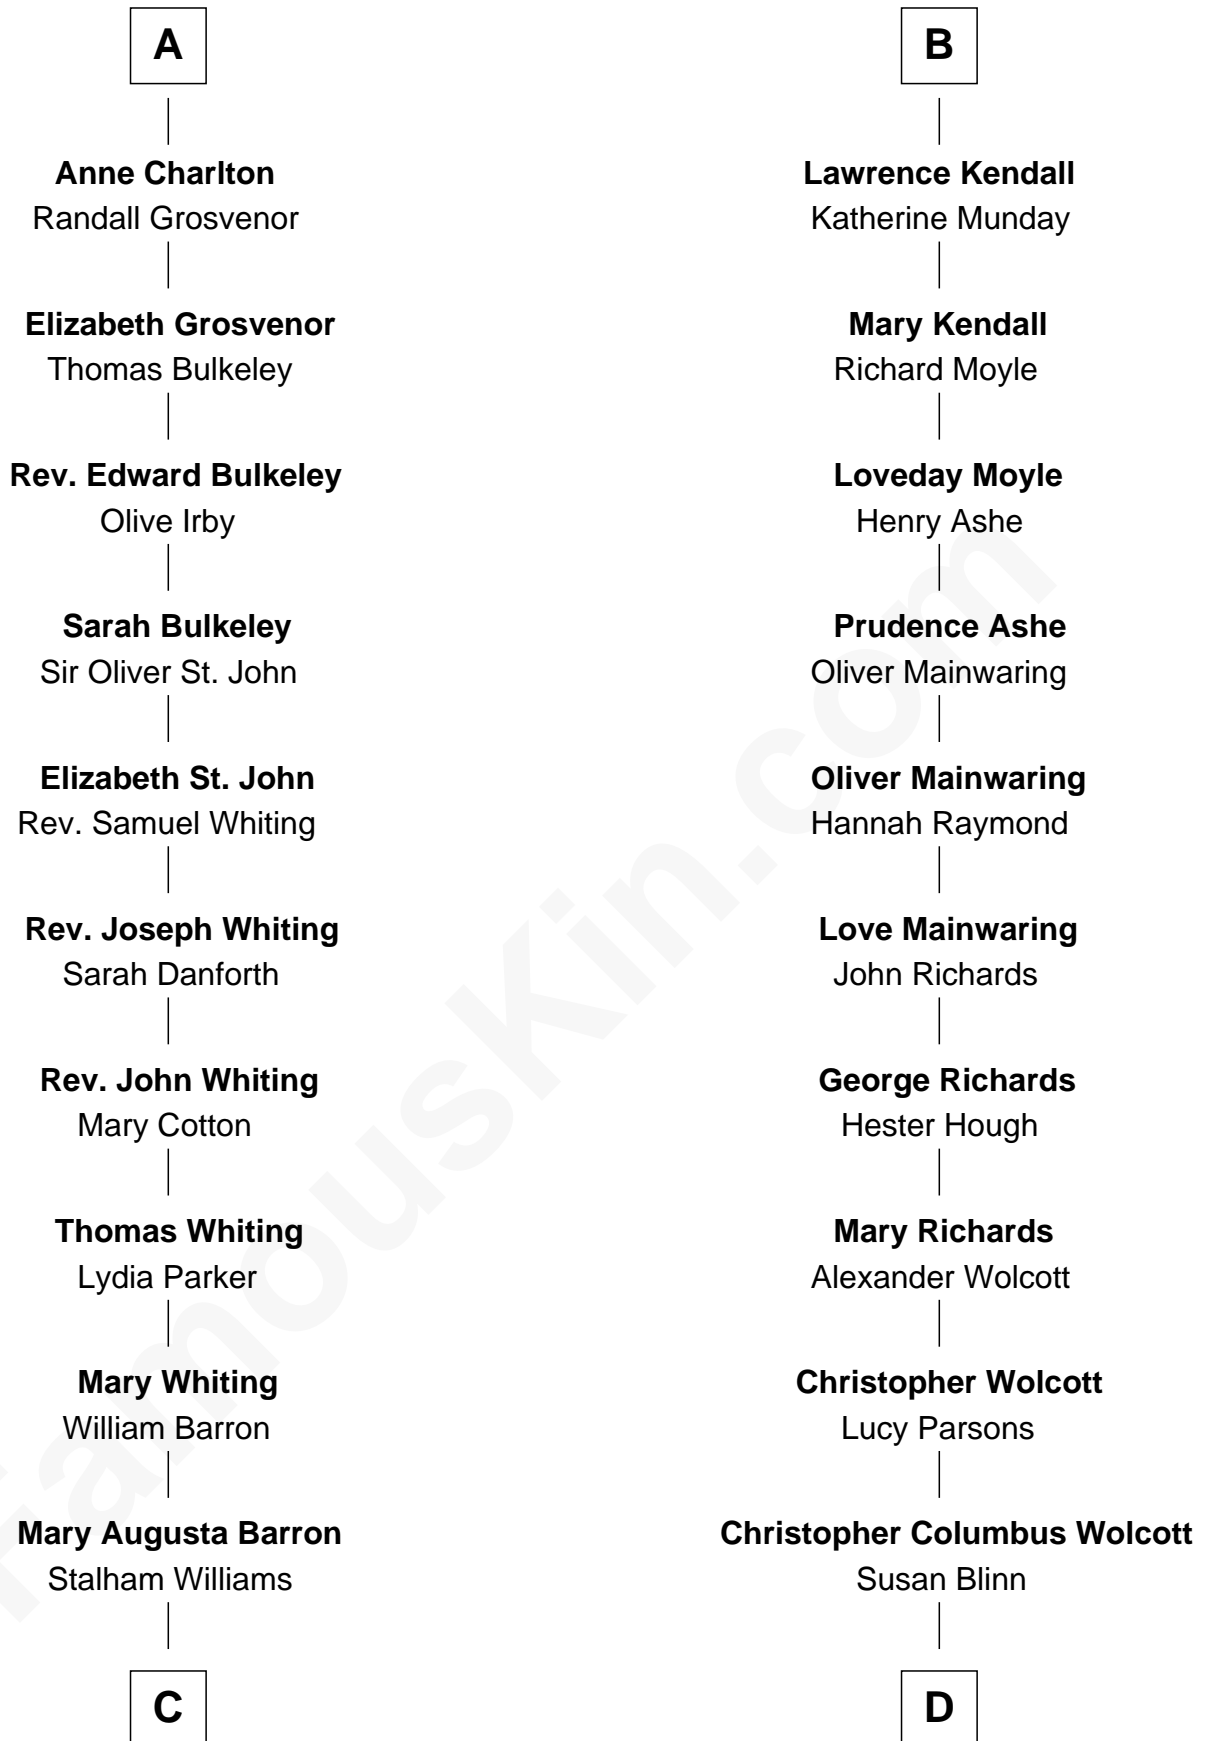 A
Anne Charlton
Randall Grosvenor
Elizabeth Grosvenor
Thomas Bulkeley
Rev. Edward Bulkeley
Olive Irby
Sarah Bulkeley
Sir Oliver St. John
Elizabeth St. John
Rev. Samuel Whiting
Rev. Joseph Whiting
Sarah Danforth
Rev. John Whiting
Mary Cotton
Thomas Whiting
Lydia Parker
Mary Whiting
William Barron
Mary Augusta Barron
Stalham Williams
C
B
Lawrence Kendall
Katherine Munday
Mary Kendall
Richard Moyle
Loveday Moyle
Henry Ashe
Prudence Ashe
Oliver Mainwaring
Oliver Mainwaring
Hannah Raymond
Love Mainwaring
John Richards
George Richards
Hester Hough
Mary Richards
Alexander Wolcott
Christopher Wolcott
Lucy Parsons
Christopher Columbus Wolcott
Susan Blinn
D
FamousKin.com